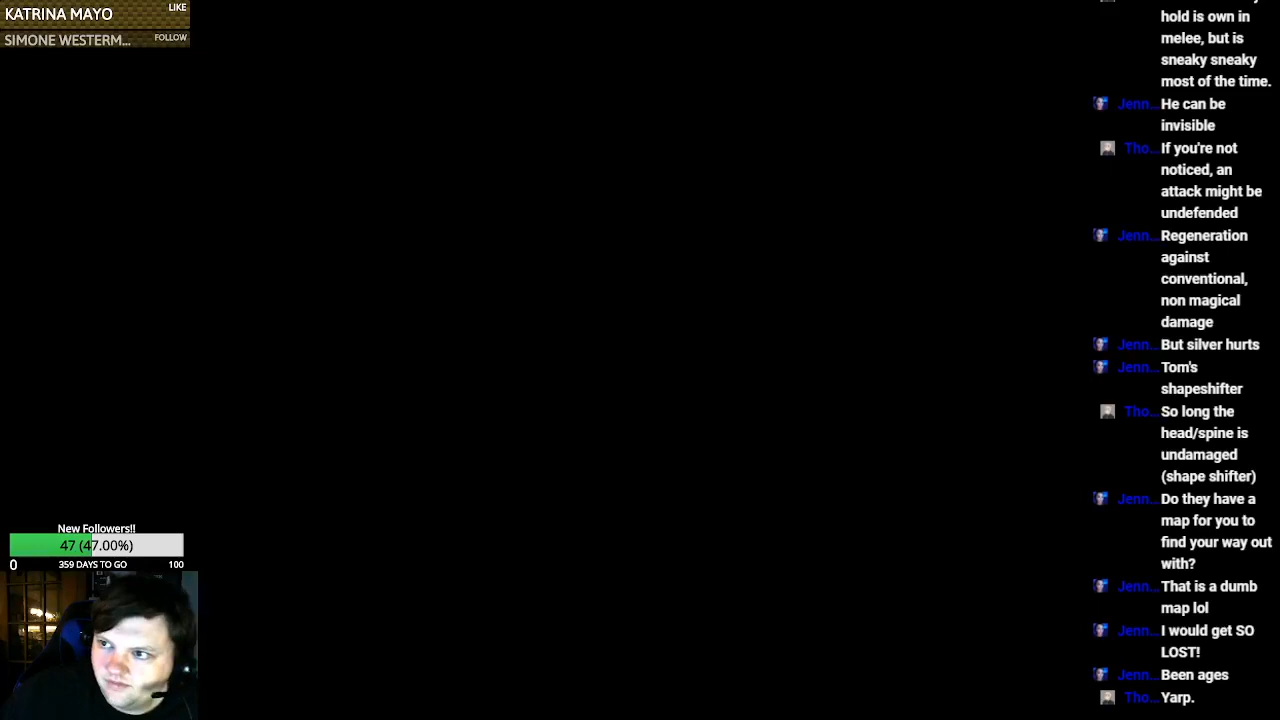 KATRINA MAYO LIKE
SIMONE WESTERM... FOLLOW
New Followers!!
47 (47.00%)
0 359 DAYS TO GO 100
hold is own in
melee, but is
sneaky sneaky
most of the time.
Jenn... He can be
invisible
Tho... If you're not
noticed, an
attack might be
undefended
Jenn... Regeneration
against
conventional,
non magical
damage
Jenn... But silver hurts
Jenn... Tom's
shapeshifter
Tho... So long the
head/spine is
undamaged
(shape shifter)
Jenn... Do they have a
map for you to
find your way out
with?
Jenn... That is a dumb
map lol
Jenn... I would get SO
LOST!
Jenn... Been ages
Tho... Yarp.